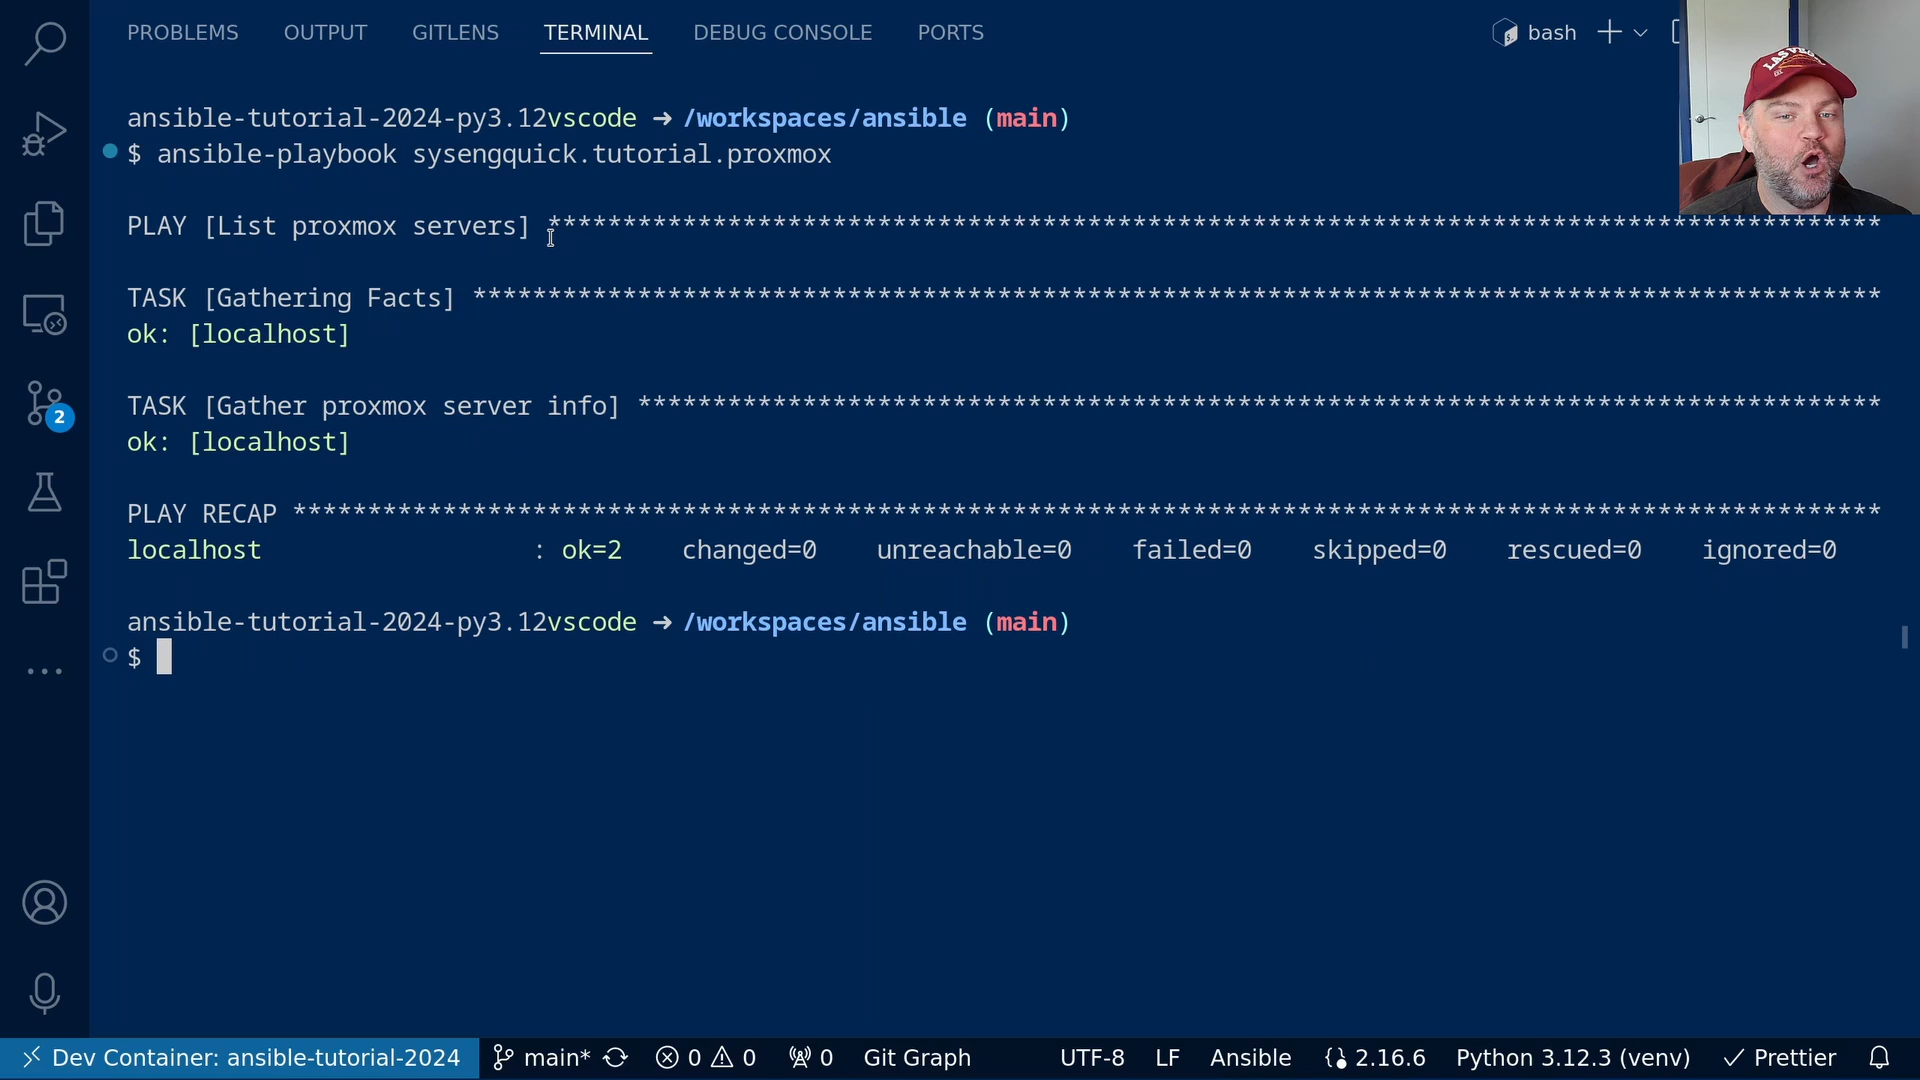 PROBLEMS OUTPUT GITLENS TERMINAL DEBUG CONSOLE PORTS bash
ansible-tutorial-2024-py3.12vscode → /workspaces/ansible (main)
$ ansible-playbook sysengquick.tutorial.proxmox
PLAY [List proxmox servers] *****************************************************************************************
TASK [Gathering Facts] **********************************************************************************************
ok: [localhost]
TASK [Gather proxmox server info] ***********************************************************************************
ok: [localhost]
PLAY RECAP **********************************************************************************************************
localhost : ok=2 changed=0 unreachable=0 failed=0 skipped=0 rescued=0 ignored=0
ansible-tutorial-2024-py3.12vscode → /workspaces/ansible (main)
$
2
Dev Container: ansible-tutorial-2024 main* 0 0 0 Git Graph UTF-8 LF Ansible 2.16.6 Python 3.12.3 (venv) Prettier